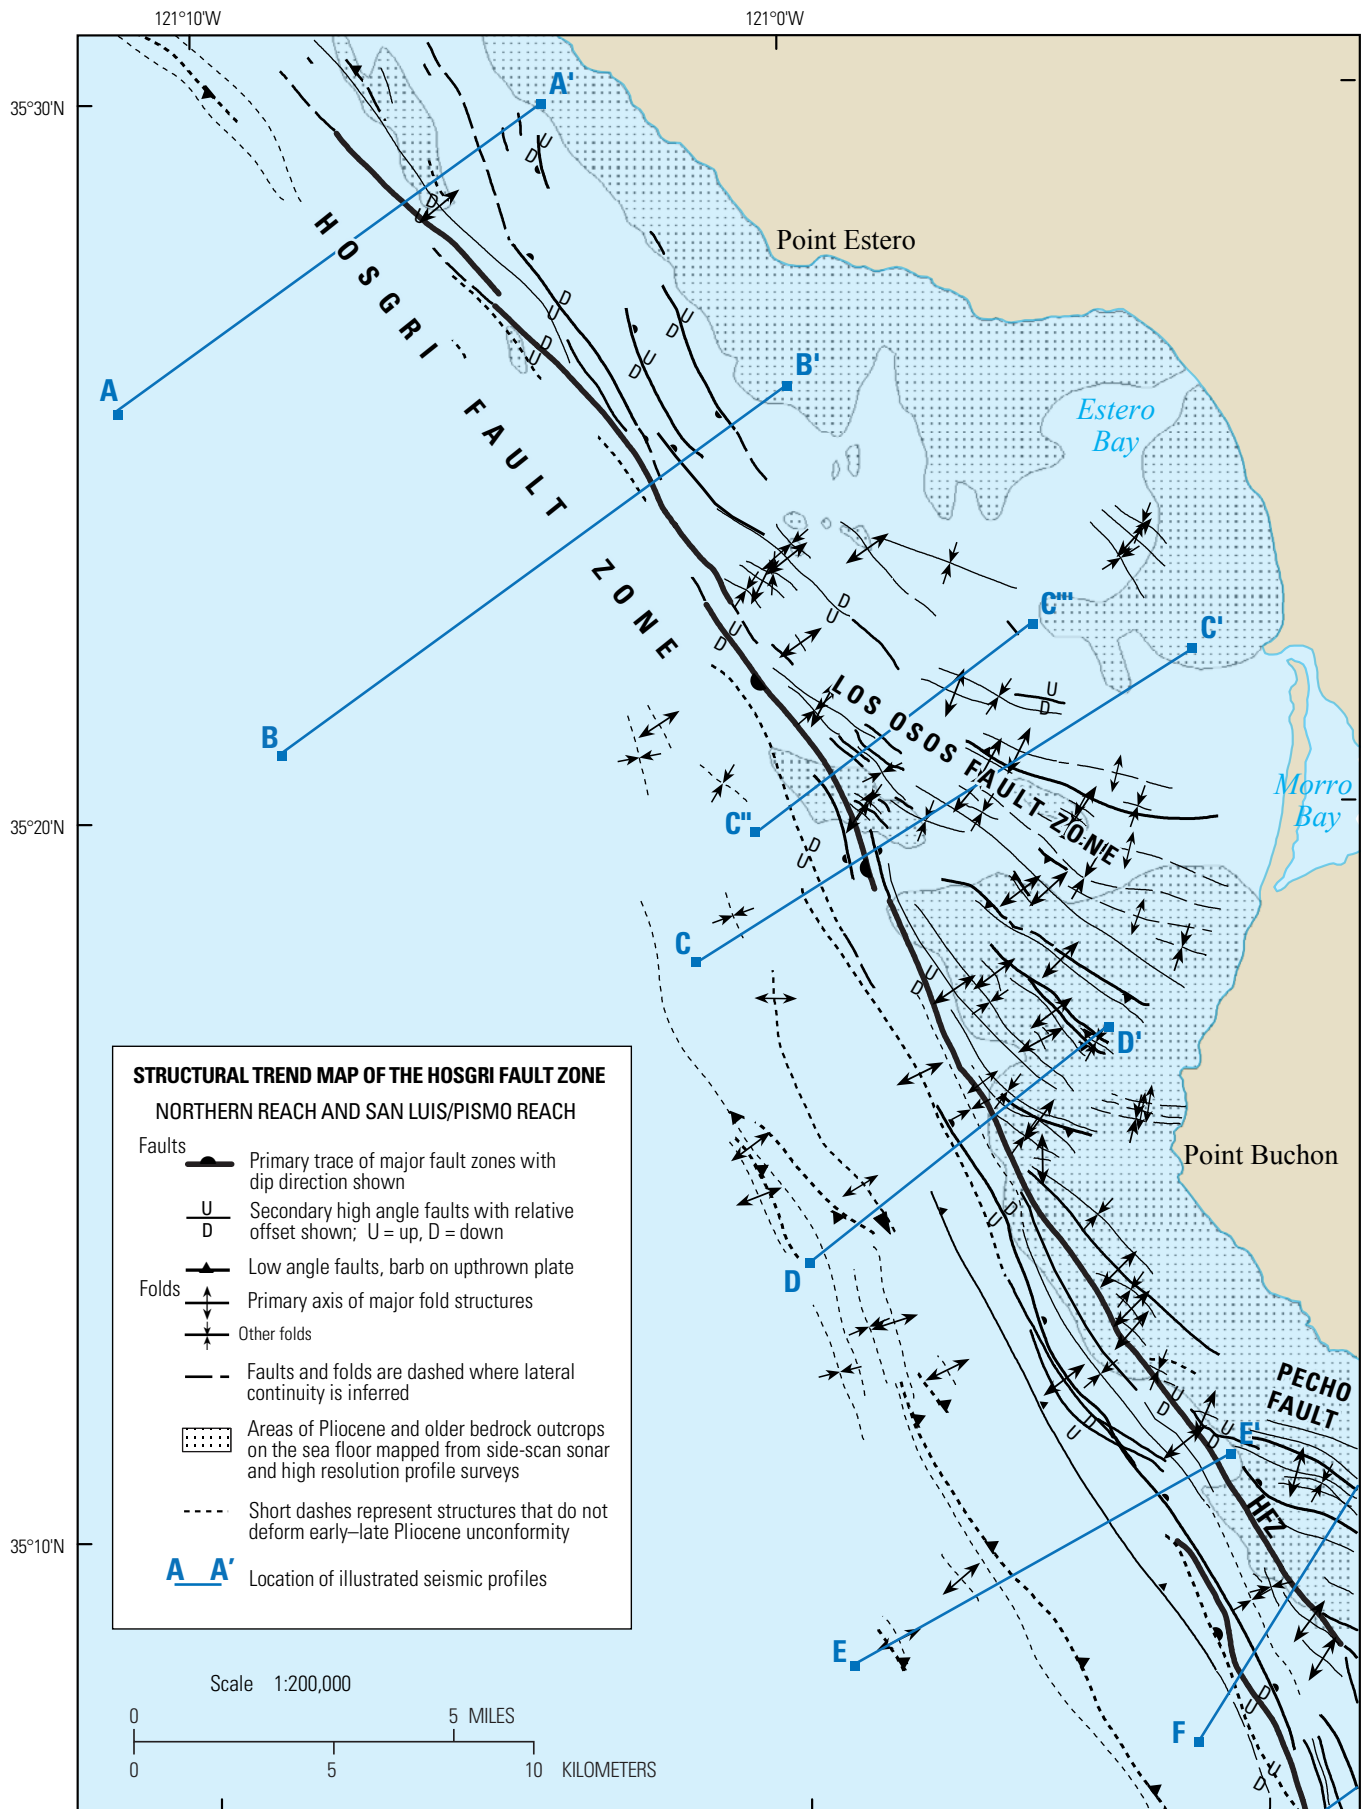 121°10'W
121°0'W
35°30'N
A'
U
D
D
U
HOSGRI FAULT ZONE
Point Estero
D
U
U
D
D
U
U
D
A
B'
Estero
Bay
D
U
C'''
C'
U
D
LOS OSOS FAULT ZONE
U
D
B
Morro
Bay
35°20'N
C''
D
U
C
U
D
D'
Point Buchon
D
U
D
PECHO
FAULT
U
D
D
U
U
D
E'
HFZ
35°10'N
E
D
U
F
U
D
STRUCTURAL TREND MAP OF THE HOSGRI FAULT ZONE
NORTHERN REACH AND SAN LUIS/PISMO REACH
Faults
Primary trace of major fault zones with
dip direction shown
U
D
Secondary high angle faults with relative
offset shown; U = up, D = down
Low angle faults, barb on upthrown plate
Folds
Primary axis of major fold structures
Other folds
Faults and folds are dashed where lateral
continuity is inferred
Areas of Pliocene and older bedrock outcrops
on the sea floor mapped from side-scan sonar
and high resolution profile surveys
Short dashes represent structures that do not
deform early–late Pliocene unconformity
A A'
Location of illustrated seismic profiles
Scale 1:200,000
0 5 MILES
0 5 10 KILOMETERS